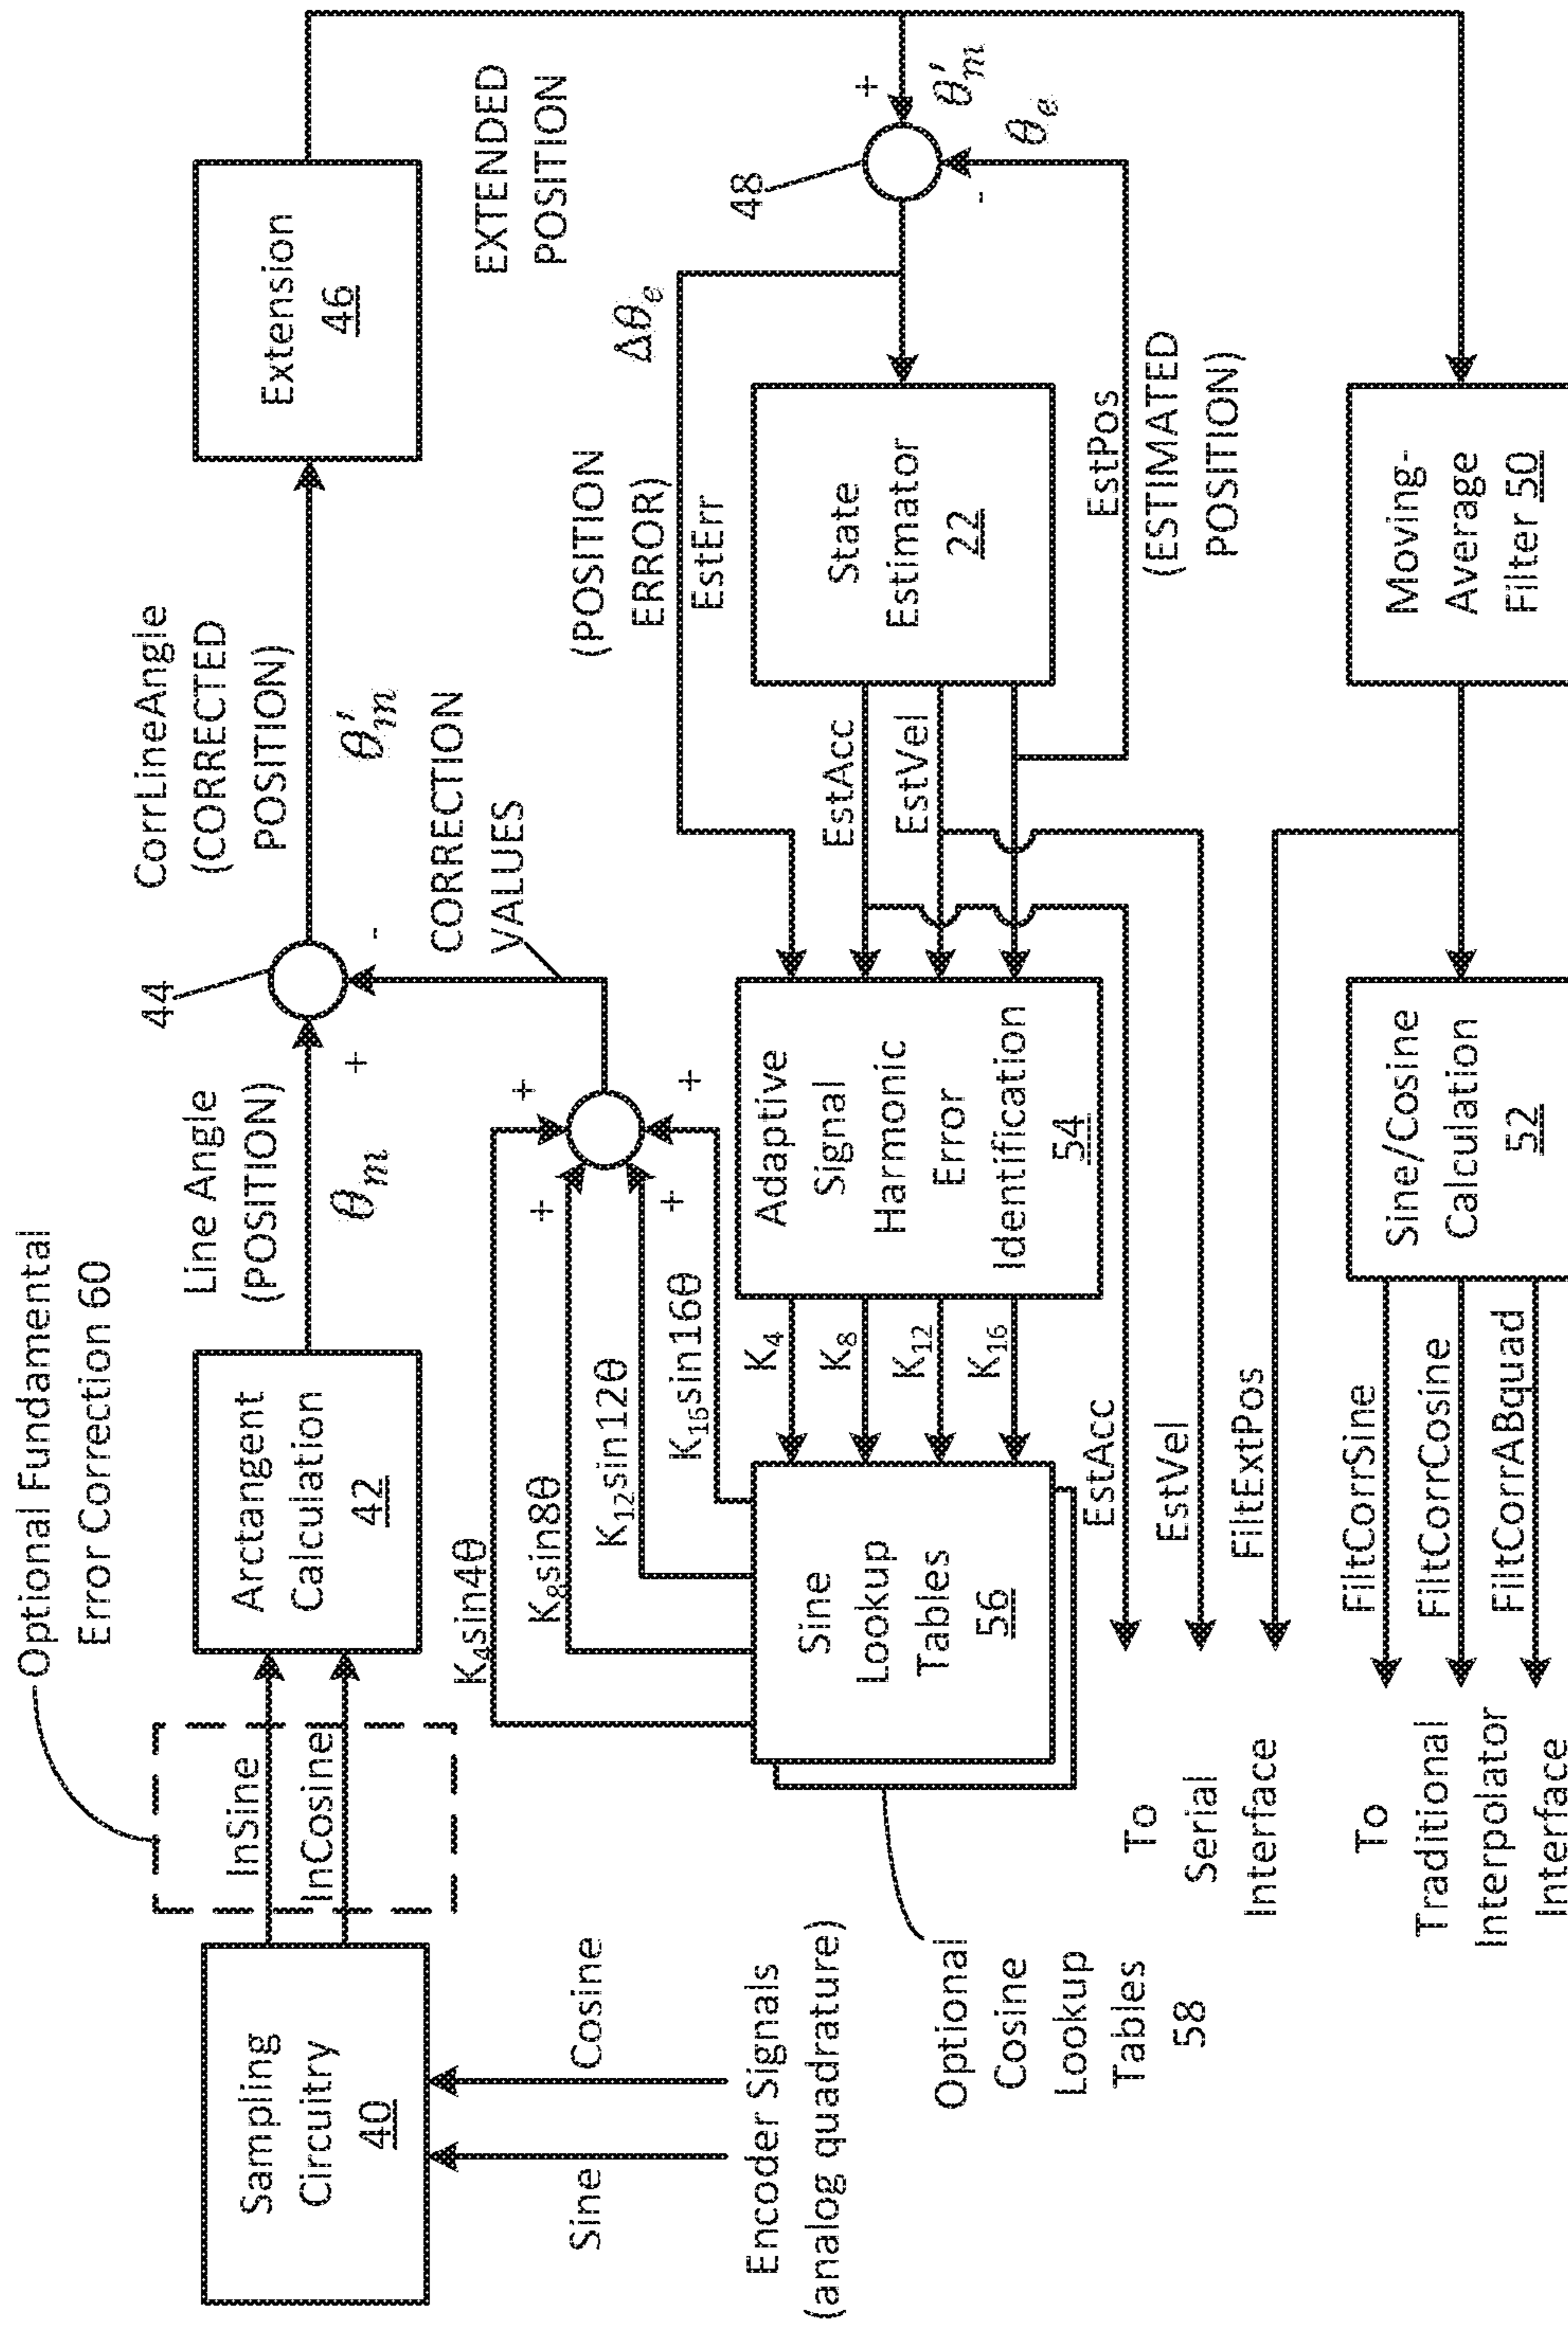 Optional Fundamental
Error Correction 60
Sampling
Circuitry
40
InSine
InCosine
Arctangent
Calculation
42
Line Angle
(POSITION)
θm
+
44
-
CorrLineAngle
(CORRECTED
POSITION)
θ'm
Extension
46
EXTENDED
POSITION
CORRECTION
VALUES
Sine
Cosine
Encoder Signals
(analog quadrature)
K₄sin4θ
K₈sin8θ
K₁₂sin12θ
K₁₆sin16θ
+
+
+
+
Sine
Lookup
Tables
56
Optional
Cosine
Lookup
Tables
58
K₄
K₈
K₁₂
K₁₆
Adaptive
Signal
Harmonic
Error
Identification
54
(POSITION
ERROR)
EstErr
Δθe
EstAcc
EstVel
State
Estimator
22
48
+
θ'm
-
θe
EstPos
(ESTIMATED
POSITION)
EstAcc
EstVel
FiltExtPos
To
Serial
Interface
Moving-
Average
Filter 50
Sine/Cosine
Calculation
52
FiltCorrSine
FiltCorrCosine
FiltCorrABquad
To
Traditional
Interpolator
Interface